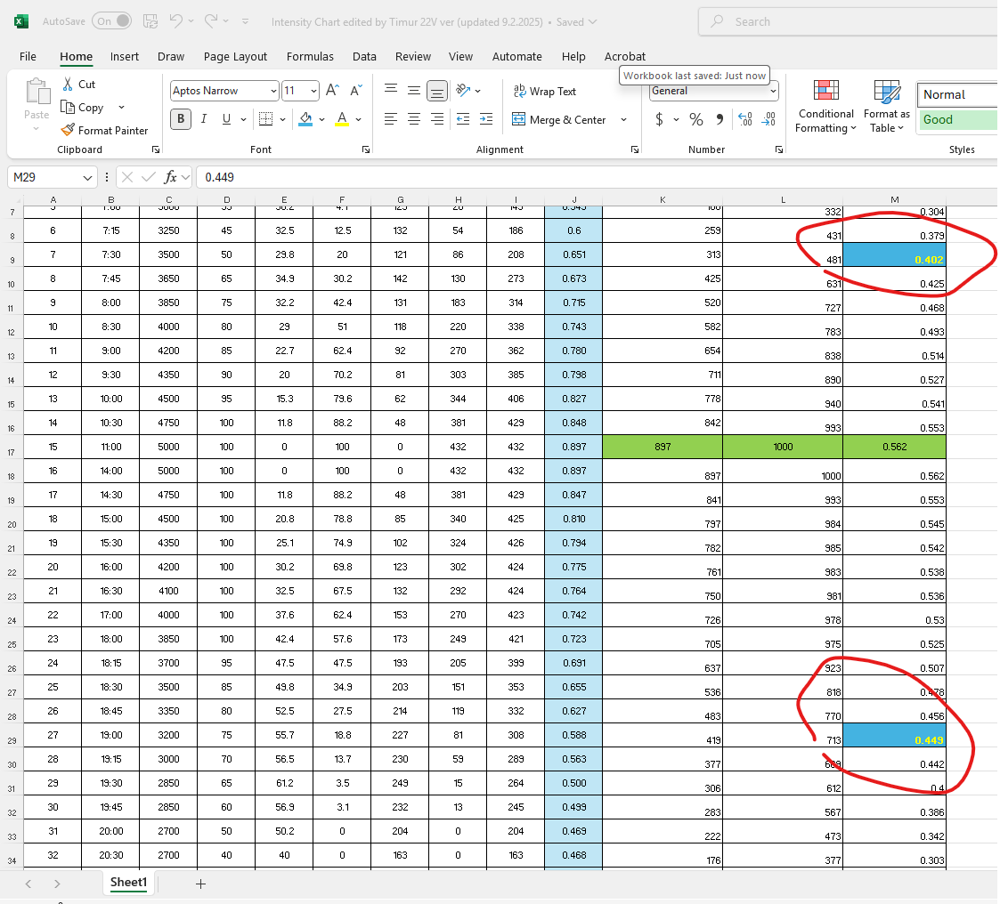 AutoSave On Intensity Chart edited by Timur 22V ver (updated 9.2.2025) • Saved Search
File Home Insert Draw Page Layout Formulas Data Review View Automate Help Acrobat
Workbook last saved: Just now
Paste Cut Copy Format Painter Clipboard
Aptos Narrow 11 B I U A Font
Wrap Text Merge & Center Alignment
General $ % Number
Conditional Formatting Format as Table Normal Good Styles
M29 fx 0.449
A B C D E F G H I J K L M
7 332 0.304
8 6 7:15 3250 45 32.5 12.5 132 54 186 0.6 259 431 0.379
9 7 7:30 3500 50 29.8 20 121 86 208 0.651 313 481 0.402
10 8 7:45 3650 65 34.9 30.2 142 130 273 0.673 425 631 0.425
11 9 8:00 3850 75 32.2 42.4 131 183 314 0.715 520 727 0.468
12 10 8:30 4000 80 29 51 118 220 338 0.743 582 783 0.493
13 11 9:00 4200 85 22.7 62.4 92 270 362 0.780 654 838 0.514
14 12 9:30 4350 90 20 70.2 81 303 385 0.798 711 890 0.527
15 13 10:00 4500 95 15.3 79.6 62 344 406 0.827 778 940 0.541
16 14 10:30 4750 100 11.8 88.2 48 381 429 0.848 842 993 0.553
17 15 11:00 5000 100 0 100 0 432 432 0.897 897 1000 0.562
18 16 14:00 5000 100 0 100 0 432 432 0.897 897 1000 0.562
19 17 14:30 4750 100 11.8 88.2 48 381 429 0.847 841 993 0.553
20 18 15:00 4500 100 20.8 78.8 85 340 425 0.810 797 984 0.545
21 19 15:30 4350 100 25.1 74.9 102 324 426 0.794 782 985 0.542
22 20 16:00 4200 100 30.2 69.8 123 302 424 0.775 761 983 0.538
23 21 16:30 4100 100 32.5 67.5 132 292 424 0.764 750 981 0.536
24 22 17:00 4000 100 37.6 62.4 153 270 423 0.742 726 978 0.53
25 23 18:00 3850 100 42.4 57.6 173 249 421 0.723 705 975 0.525
26 24 18:15 3700 95 47.5 47.5 193 205 399 0.691 637 923 0.507
27 25 18:30 3500 85 49.8 34.9 203 151 353 0.655 536 818 0.478
28 26 18:45 3350 80 52.5 27.5 214 119 332 0.627 483 770 0.456
29 27 19:00 3200 75 55.7 18.8 227 81 308 0.588 419 713 0.449
30 28 19:15 3000 70 56.5 13.7 230 59 289 0.563 377 0.442
31 29 19:30 2850 65 61.2 3.5 249 15 264 0.500 306 612 0.4
32 30 19:45 2850 60 56.9 3.1 232 13 245 0.499 283 567 0.386
33 31 20:00 2700 50 50.2 0 204 0 204 0.469 222 473 0.342
34 32 20:30 2700 40 40 0 163 0 163 0.468 176 377 0.303
Sheet1